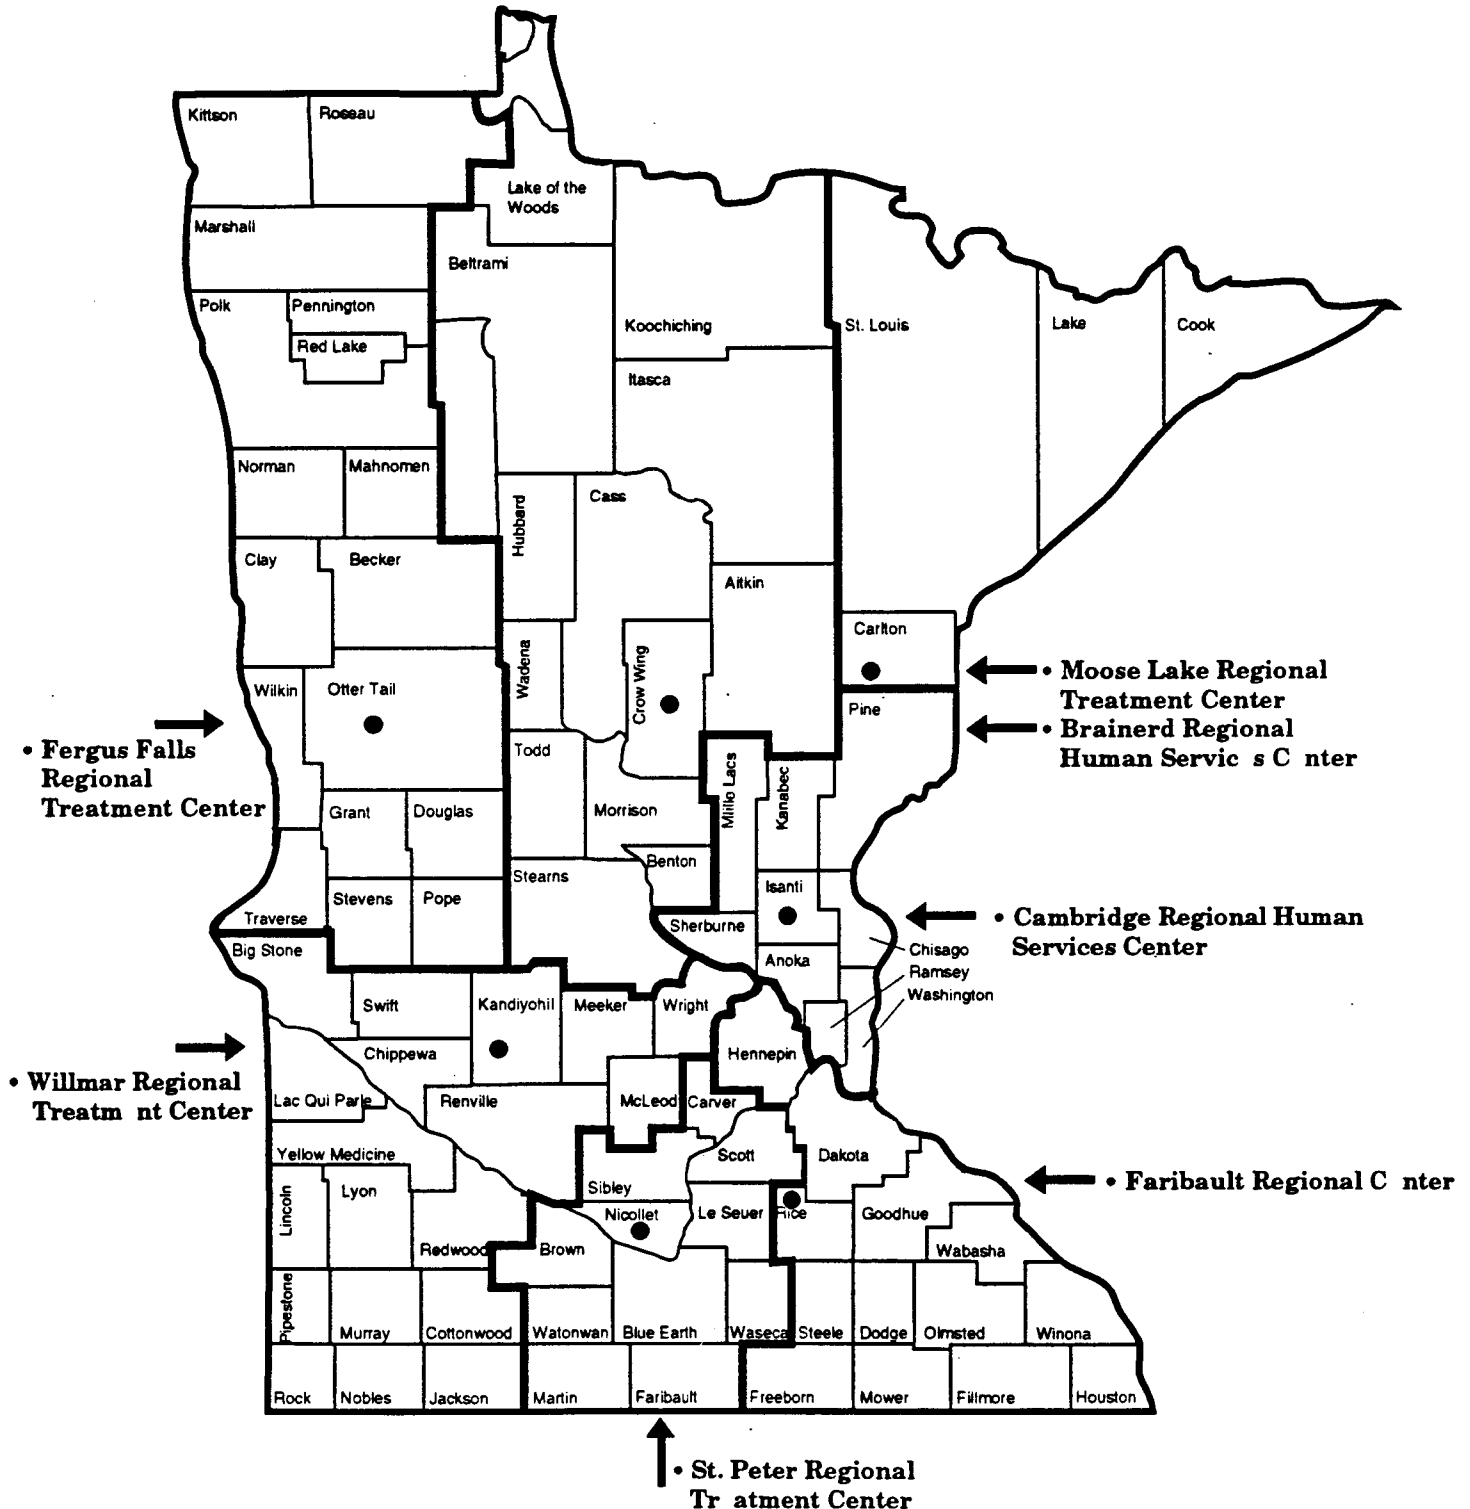 Kittson
Roseau
Lake of the
Woods
Marshall
Beltrami
Polk
Pennington
Red Lake
Koochiching
St. Louis
Lake
Cook
Itasca
Norman
Mahnomen
Cass
Hubbard
Clay
Becker
Aitkin
Carlton
Wadena
Crow Wing
Wilkin
Otter Tail
• Moose Lake Regional
Treatment Center
Pine
• Brainerd Regional
Human Servic s C nter
• Fergus Falls
Regional
Treatment Center
Todd
Mille Lacs
Kanabec
Grant
Douglas
Morrison
Benton
Stearns
Isanti
Stevens
Pope
Traverse
Sherburne
• Cambridge Regional Human
Services Center
Big Stone
Anoka
Chisago
Ramsey
Washington
Swift
Kandiyohil
Meeker
Wright
Chippewa
Hennepin
• Willmar Regional
Treatm nt Center
Lac Qui Parle
Renville
McLeod
Carver
Yellow Medicine
Scott
Dakota
• Faribault Regional C nter
Lincoln
Lyon
Sibley
Nicollet
Le Seuer
Rice
Goodhue
Redwood
Brown
Wabasha
Pipestone
Murray
Cottonwood
Watonwan
Blue Earth
Waseca
Steele
Dodge
Olmsted
Winona
Rock
Nobles
Jackson
Martin
Faribault
Freeborn
Mower
Fillmore
Houston
• St. Peter Regional
Tr atment Center